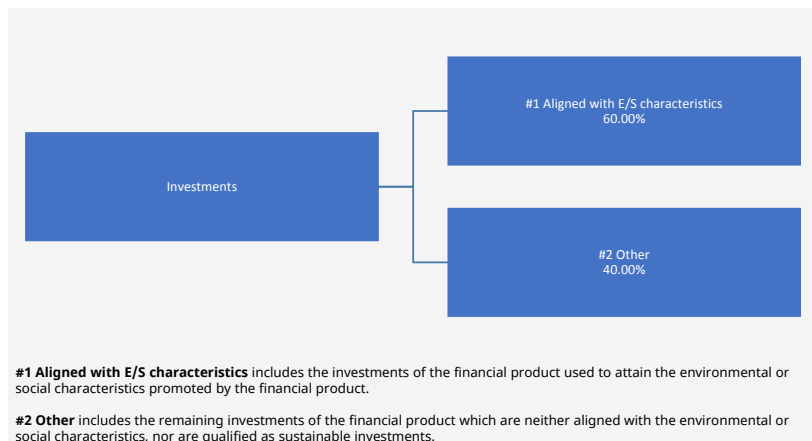 #1 Aligned with E/S characteristics
60.00%
Investments
#2 Other
40.00%
#1 Aligned with E/S characteristics includes the investments of the financial product used to attain the environmental or
social characteristics promoted by the financial product.
#2 Other includes the remaining investments of the financial product which are neither aligned with the environmental or
social characteristics, nor are qualified as sustainable investments.